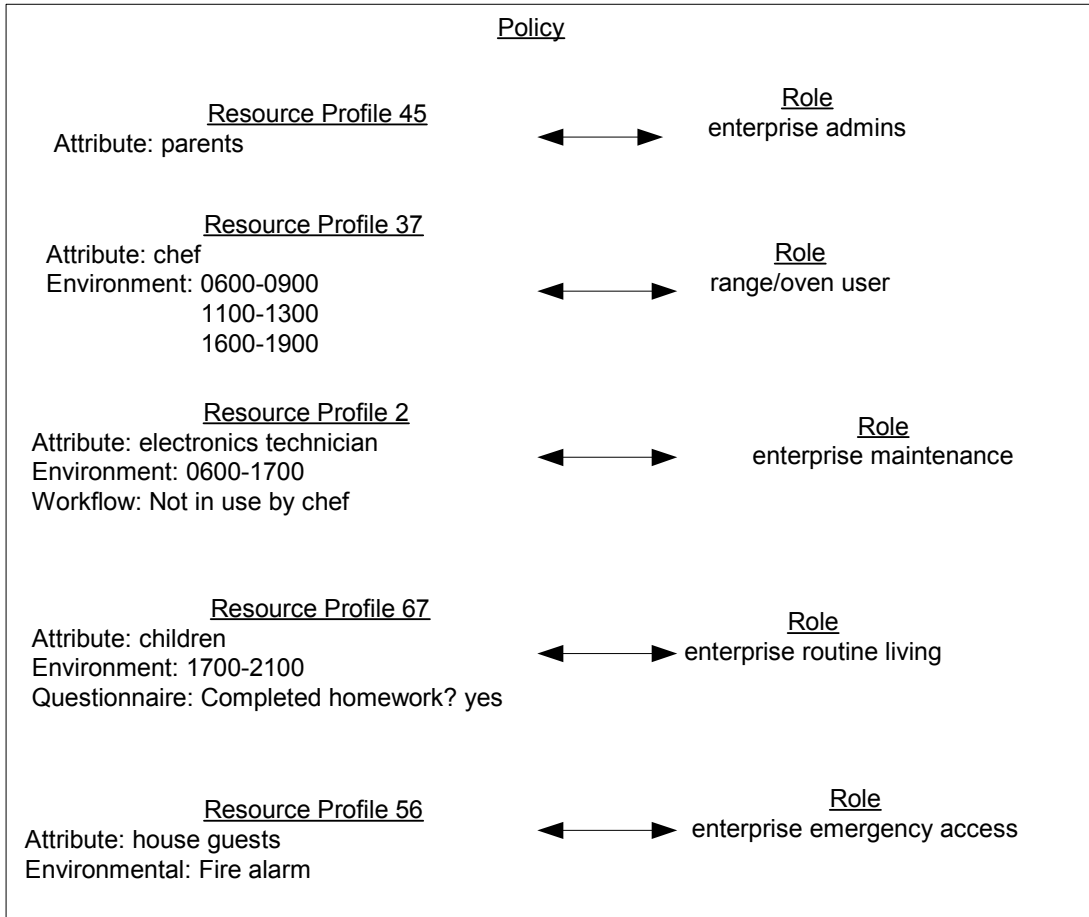 Policy
Resource Profile 45
Attribute: parents
Role
enterprise admins
Resource Profile 37
Attribute: chef
Environment: 0600-0900
1100-1300
1600-1900
Role
range/oven user
Resource Profile 2
Attribute: electronics technician
Environment: 0600-1700
Workflow: Not in use by chef
Role
enterprise maintenance
Resource Profile 67
Attribute: children
Environment: 1700-2100
Questionnaire: Completed homework? yes
Role
enterprise routine living
Resource Profile 56
Attribute: house guests
Environmental: Fire alarm
Role
enterprise emergency access